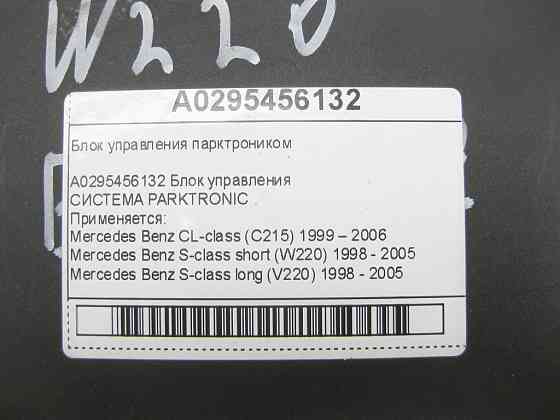 W220
A0295456132
Блок управления парктроником
A0295456132 Блок управления
СИСТЕМА PARKTRONIC
Применяется:
Mercedes Benz CL-class (C215) 1999 – 2006
Mercedes Benz S-class short (W220) 1998 - 2005
Mercedes Benz S-class long (V220) 1998 - 2005